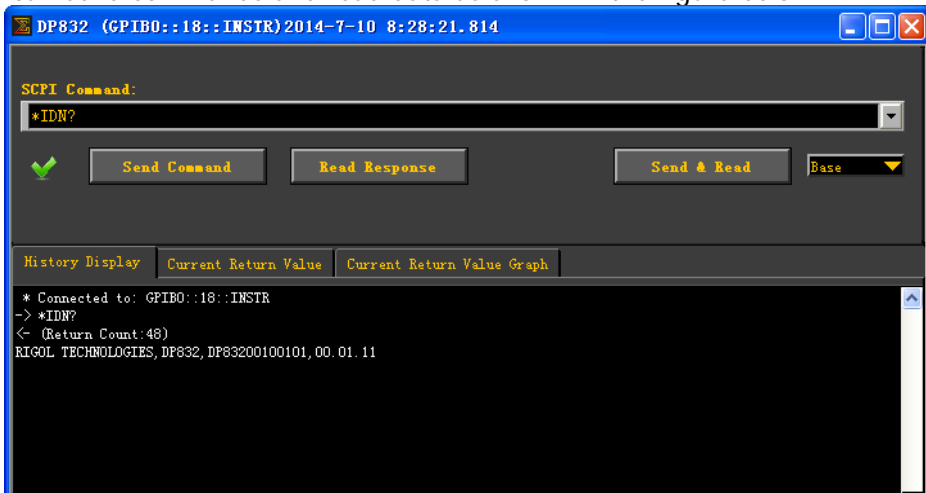 DP832 (GPIB0::18::INSTR)2014-7-10 8:28:21.814
SCPI Command:
*IDN?
Send Command
Read Response
Send & Read
Base
History Display
Current Return Value
Current Return Value Graph
* Connected to: GPIB0::18::INSTR
-> *IDN?
<- (Return Count:48)
RIGOL TECHNOLOGIES,DP832,DP83200100101,00.01.11